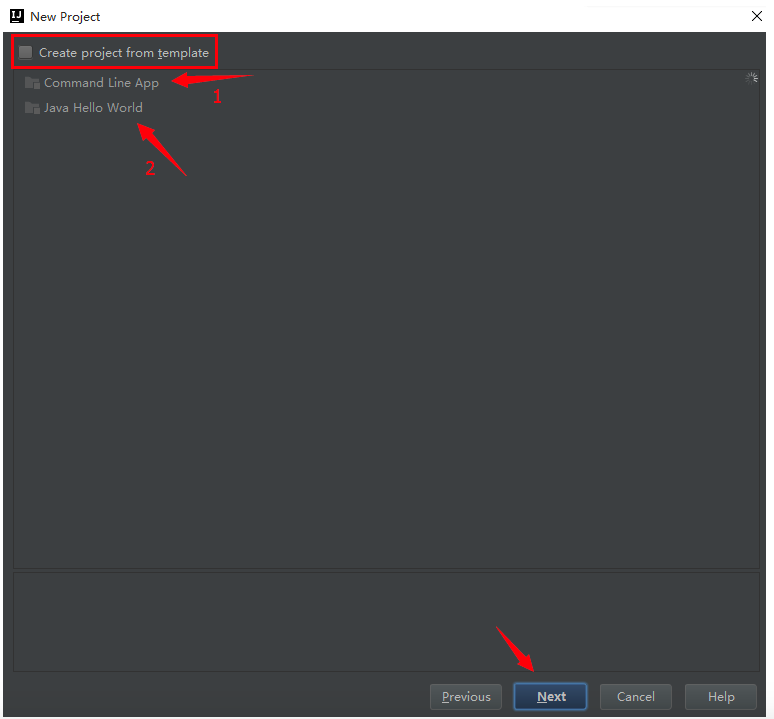 IJ New Project
Create project from template
Command Line App
1
Java Hello World
2
Previous Next Cancel Help